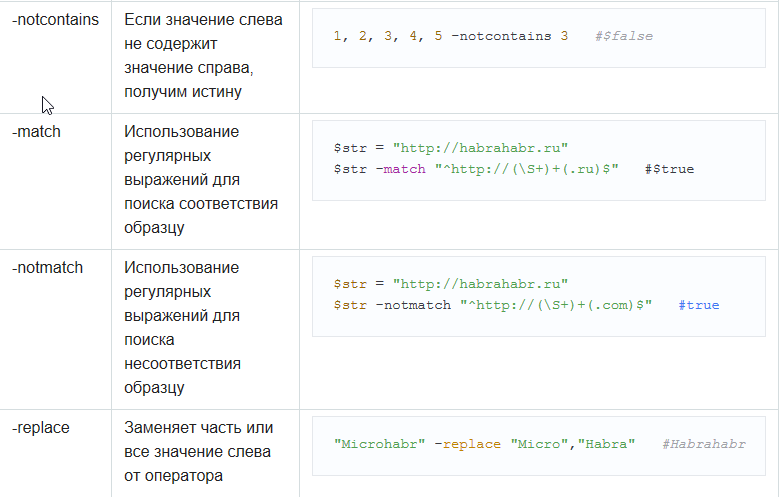 -notcontains
Если значение слева
не содержит
значение справа,
получим истину
1, 2, 3, 4, 5 -notcontains 3   #$false
-match
Использование
регулярных
выражений для
поиска соответствия
образцу
$str = "http://habrahabr.ru"
$str -match "^http://(\S+)+(.ru)$"   #$true
-notmatch
Использование
регулярных
выражений для
поиска
несоответствия
образцу
$str = "http://habrahabr.ru"
$str -notmatch "^http://(\S+)+(.com)$"   #true
-replace
Заменяет часть или
все значение слева
от оператора
"Microhabr" -replace "Micro","Habra"   #Habrahabr